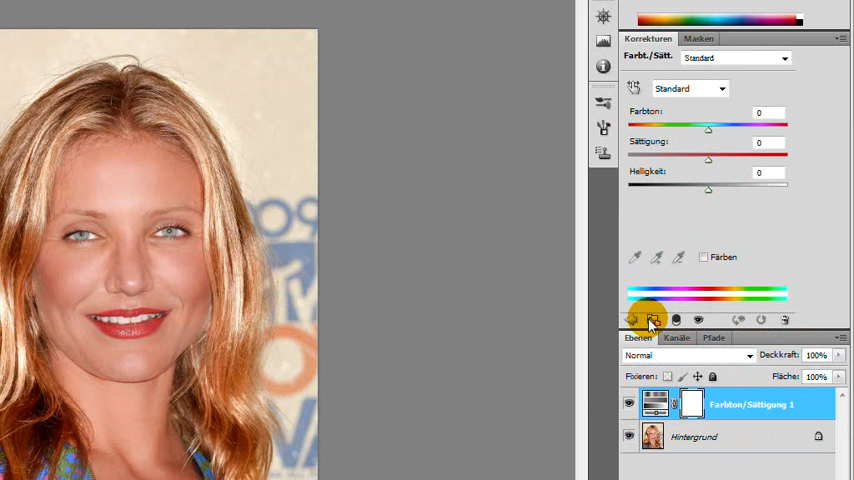 Korrekturen Masken
Farbt./Sätt. Standard
Standard
Farbton: 0
Sättigung: 0
Helligkeit: 0
Färben
Ebenen Kanäle Pfade
Normal Deckkraft: 100%
Fixieren: Fläche: 100%
Farbton/Sättigung 1
Hintergrund